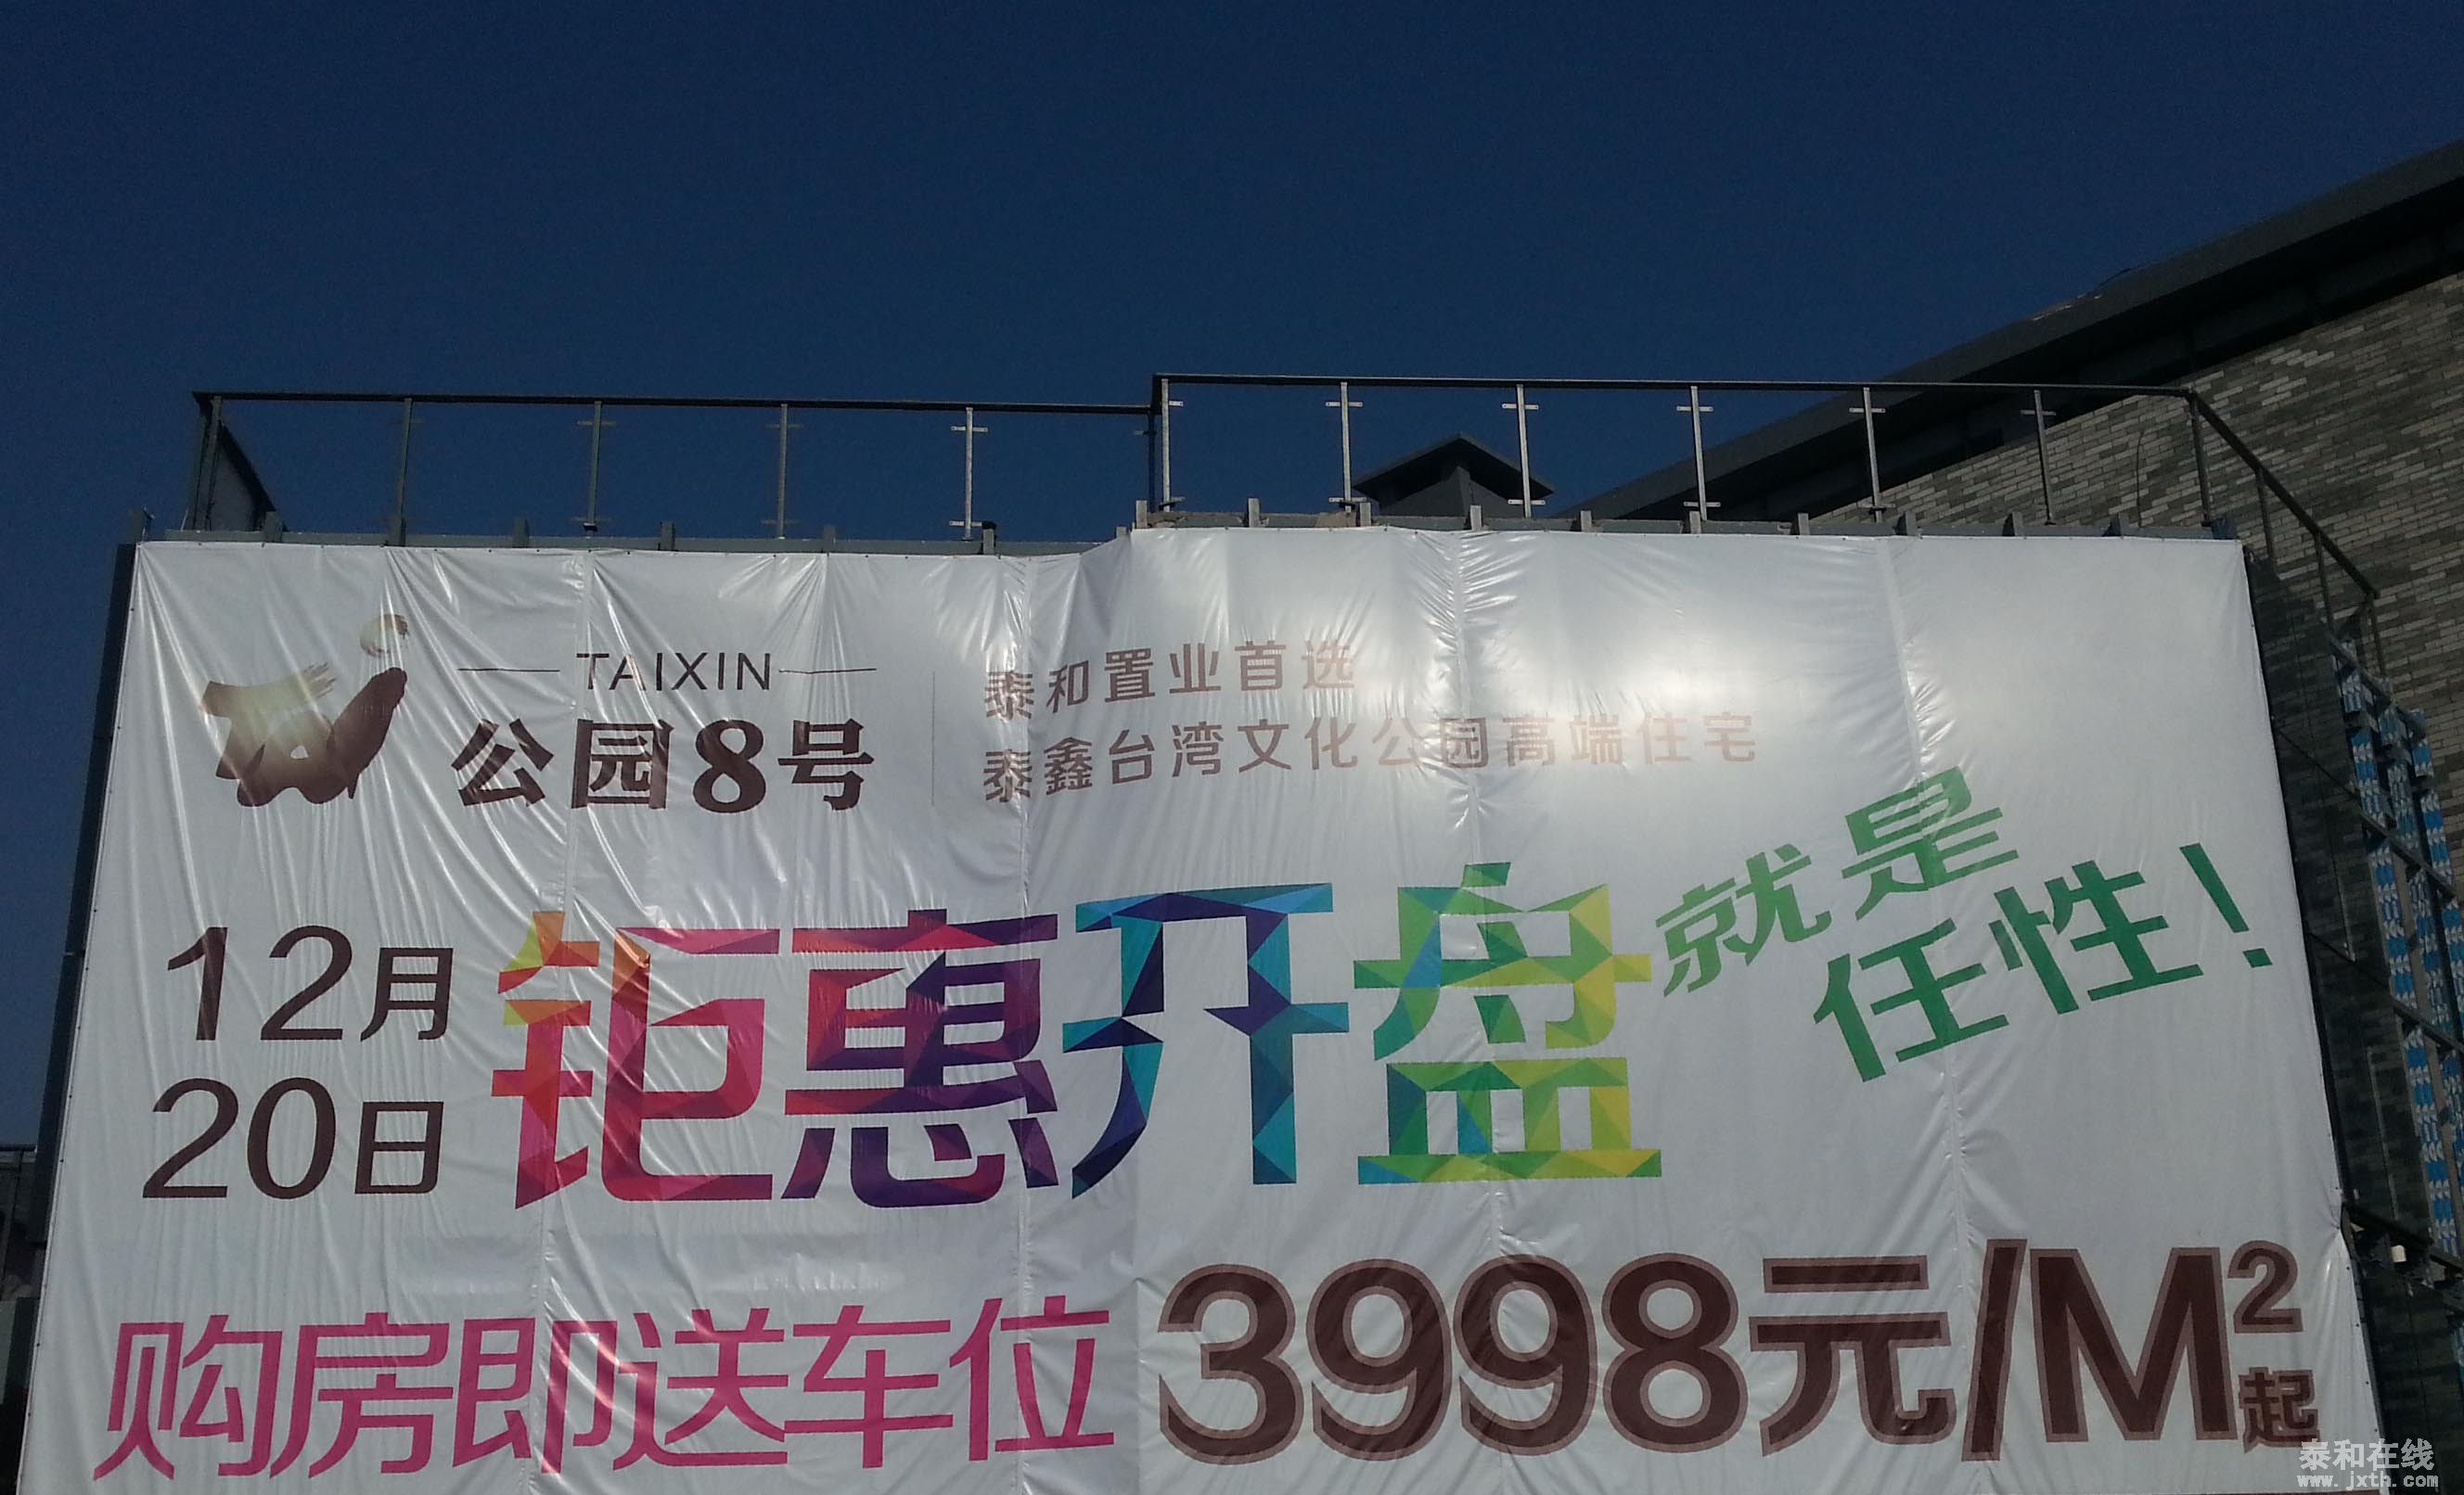 TAIXIN
公园8号
泰和置业首选
泰鑫台湾文化公园高端住宅
12月
20日
钜惠开盘
就是
任性!
购房即送车位
3998元/M²起
泰和在线
www.jxth.com